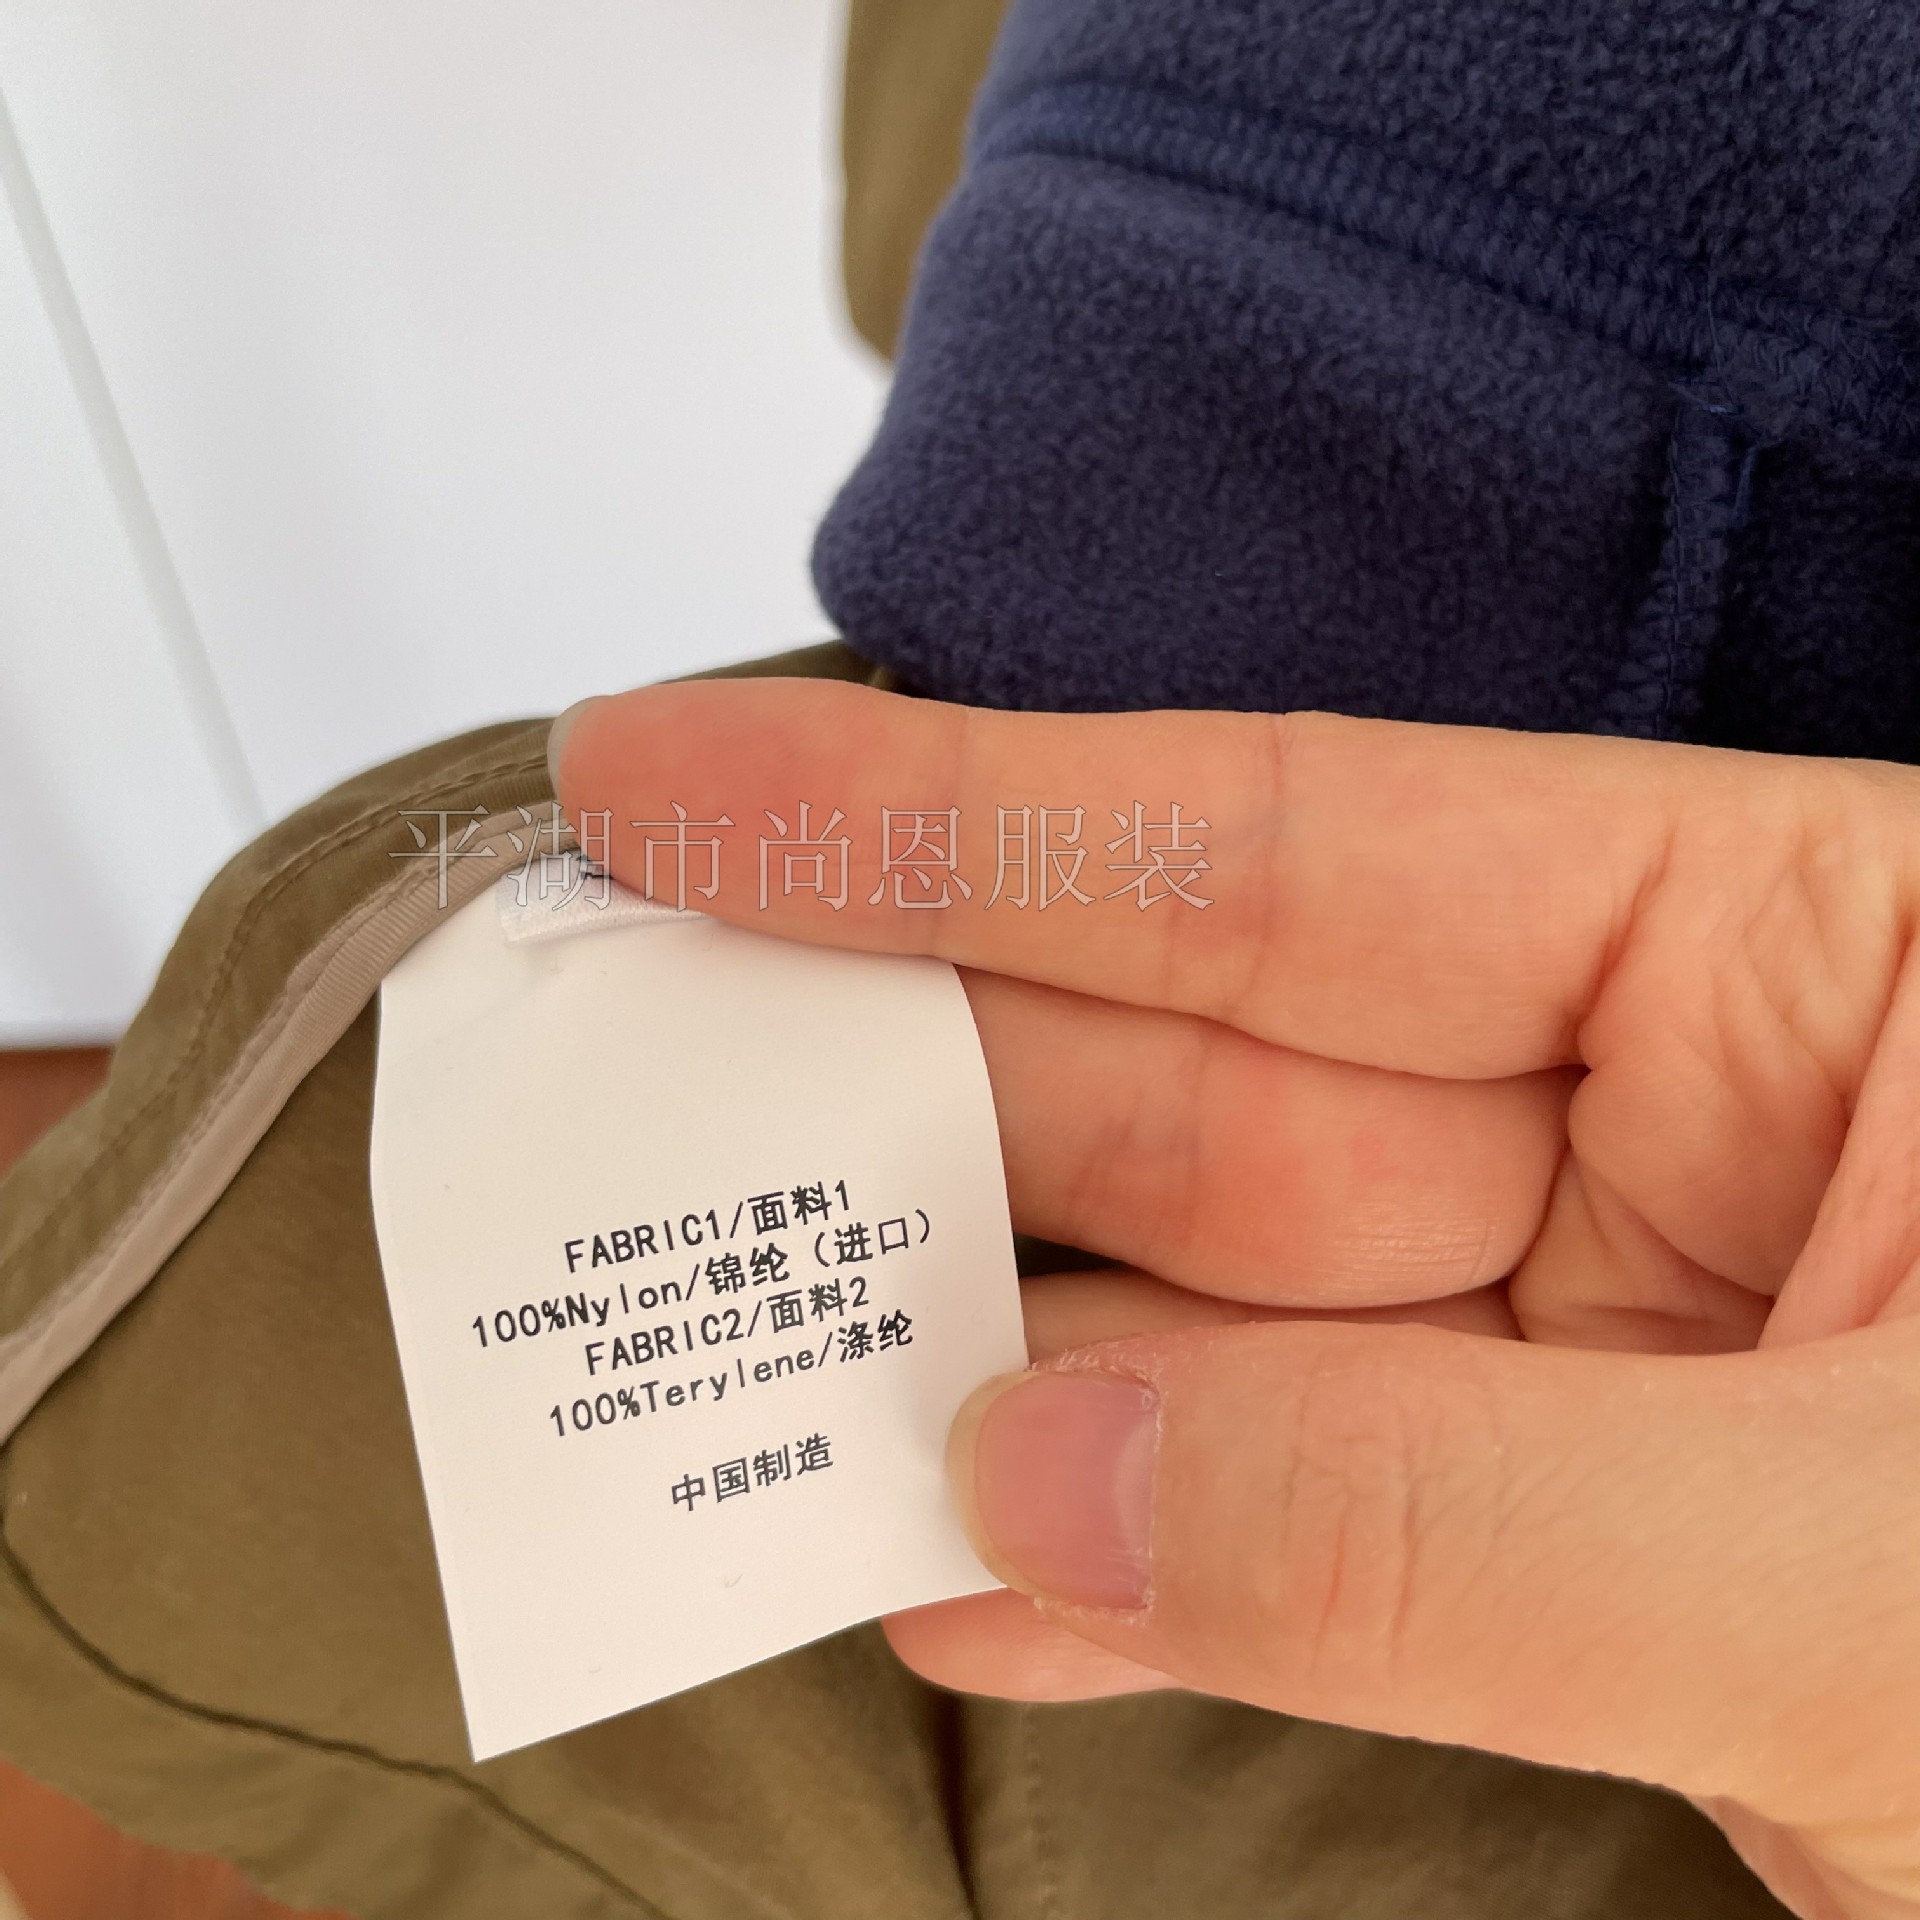 平湖市尚恩服装
FABRIC1/面料1
100%Nylon/锦纶（进口）
FABRIC2/面料2
100%Terylene/涤纶
中国制造